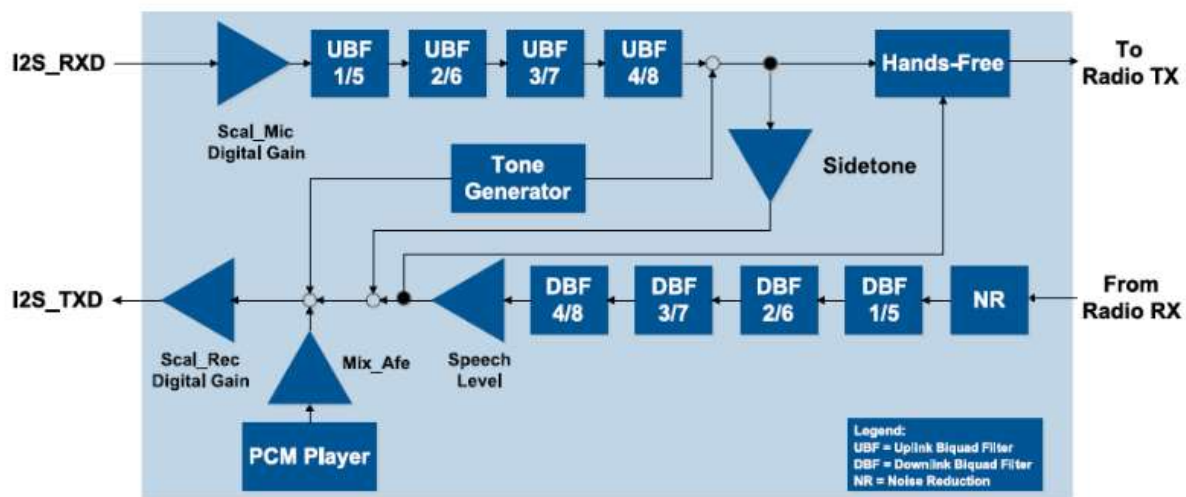 I2S_RXD
Scal_Mic
Digital Gain
UBF
1/5
UBF
2/6
UBF
3/7
UBF
4/8
Hands-Free
To
Radio TX
Tone
Generator
Sidetone
I2S_TXD
Scal_Rec
Digital Gain
Mix_Afe
Speech
Level
DBF
4/8
DBF
3/7
DBF
2/6
DBF
1/5
NR
From
Radio RX
PCM Player
Legend:
UBF = Uplink Biquad Filter
DBF = Downlink Biquad Filter
NR = Noise Reduction